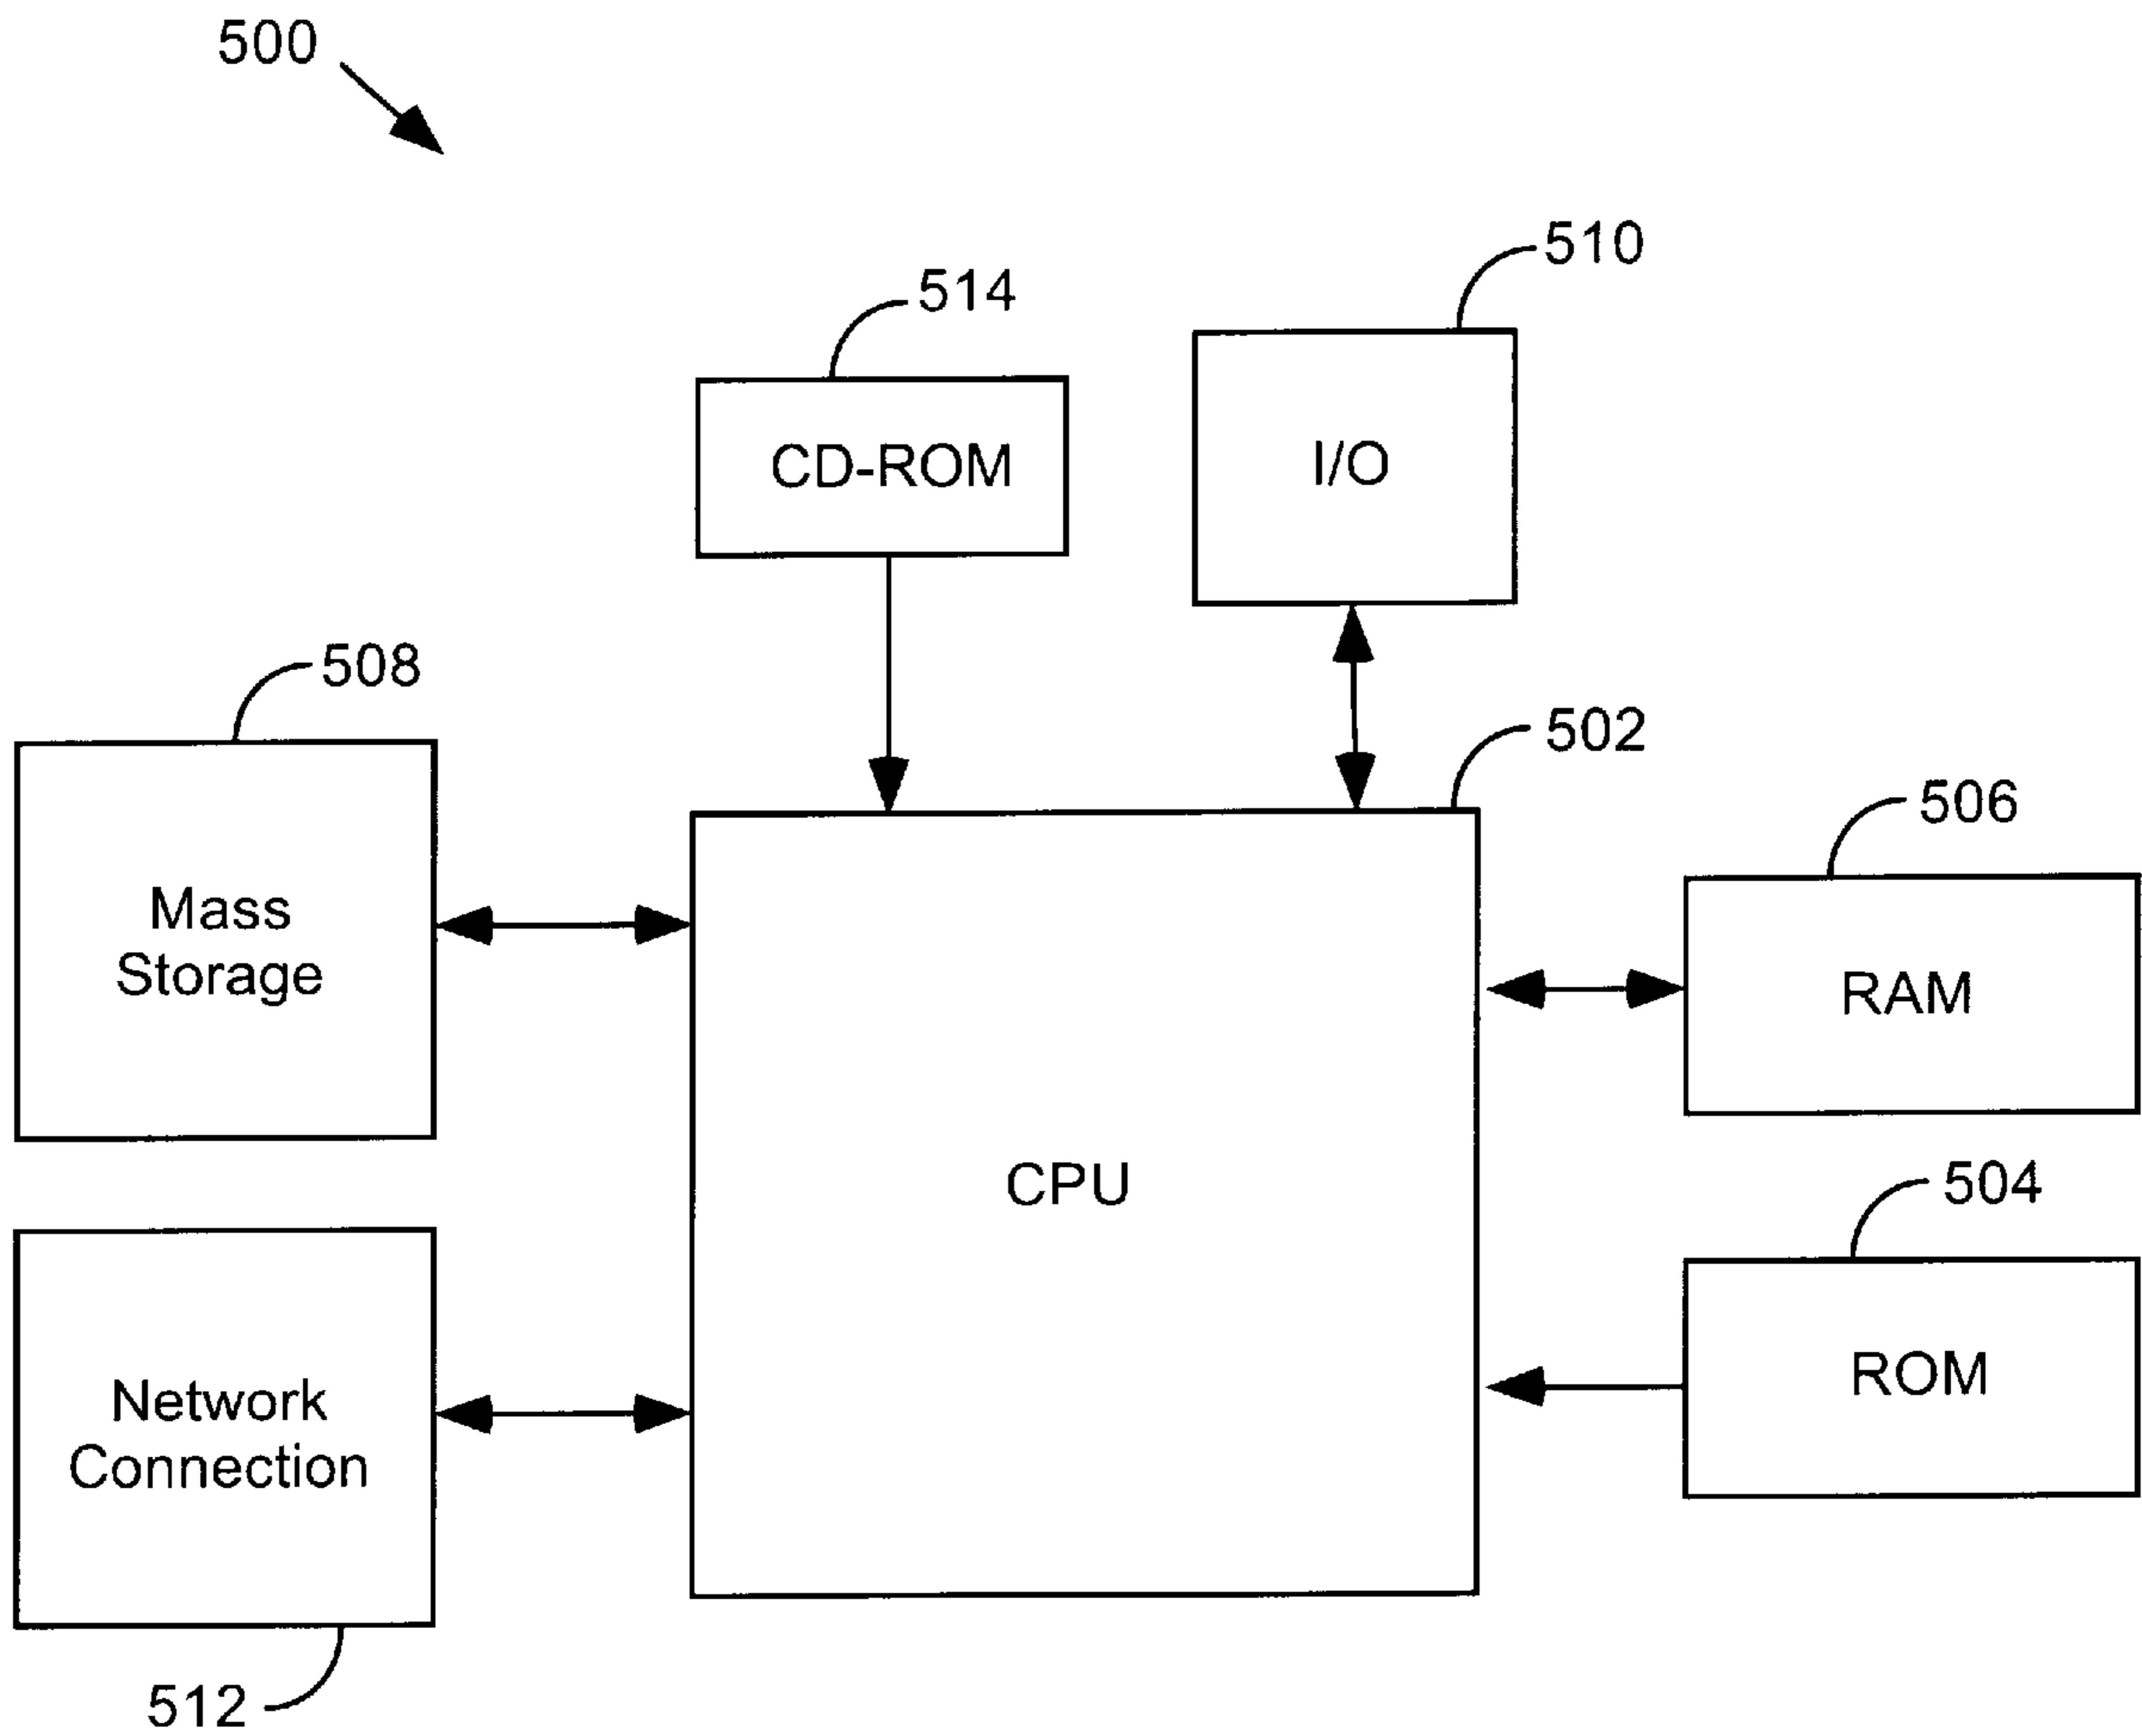 500
510
514
CD-ROM
I/O
508
502
506
Mass
Storage
RAM
CPU
504
ROM
Network
Connection
512